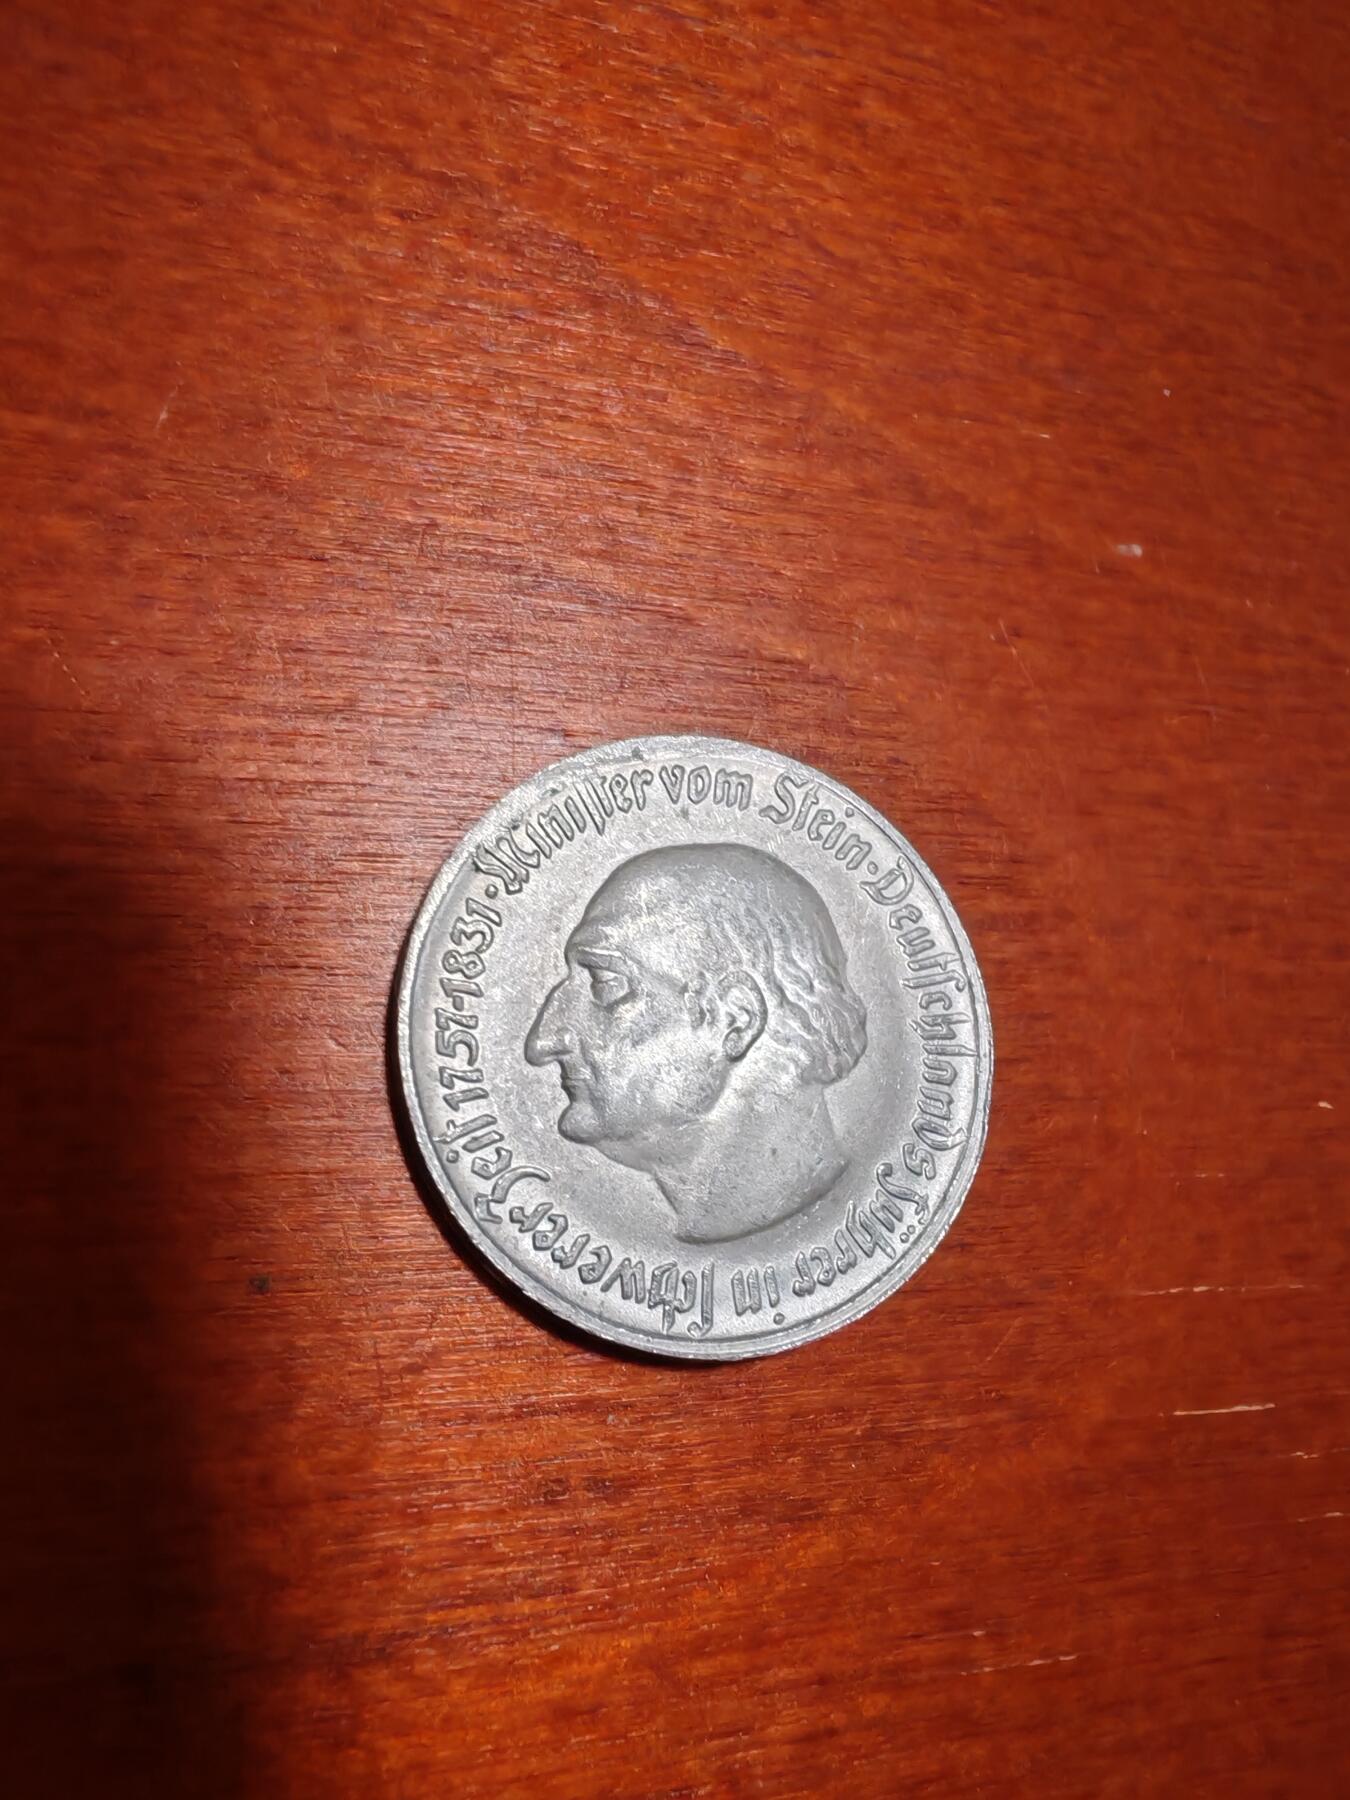 Minister vom Stein · Deutschlands Führer in schwerer Zeit 1757-1831 ·